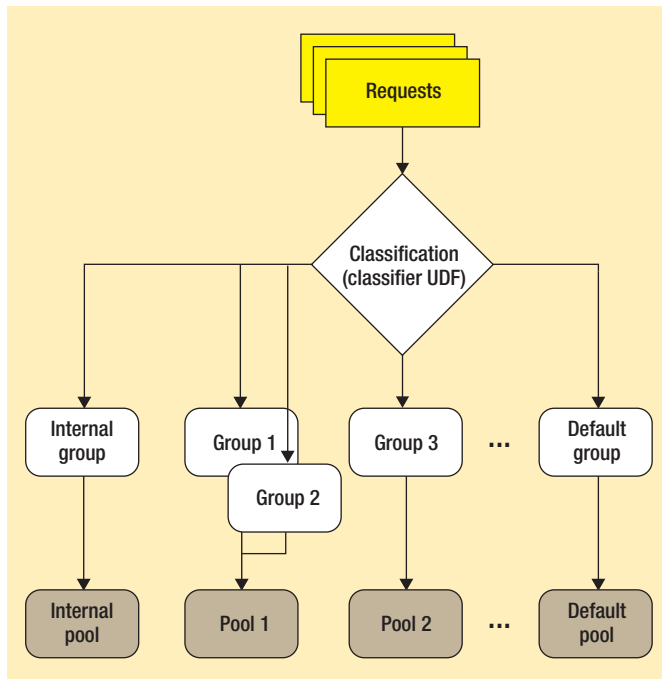 Requests
Classification
(classifier UDF)
Internal
group
Group 1
Group 2
Group 3
...
Default
group
Internal
pool
Pool 1
Pool 2
...
Default
pool